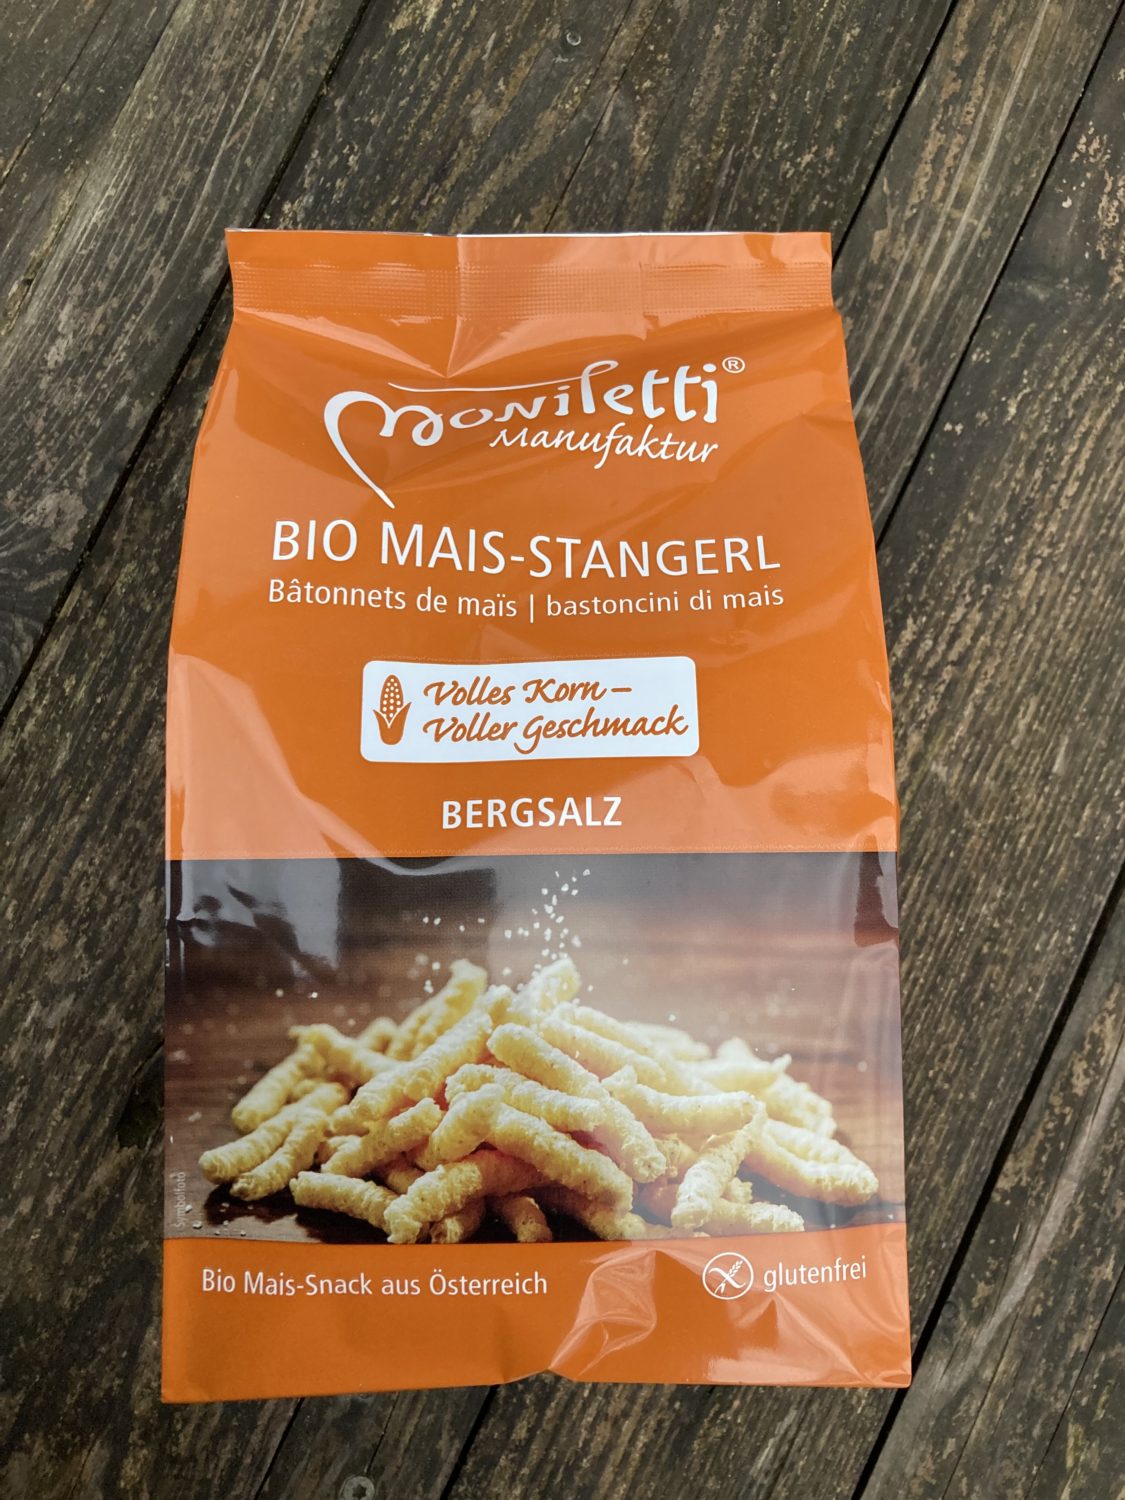 Moniletti®
Manufaktur
BIO MAIS-STANGERL
Bâtonnets de maïs | bastoncini di mais
Volles Korn –
Voller Geschmack
BERGSALZ
Symbolfoto
Bio Mais-Snack aus Österreich
glutenfrei